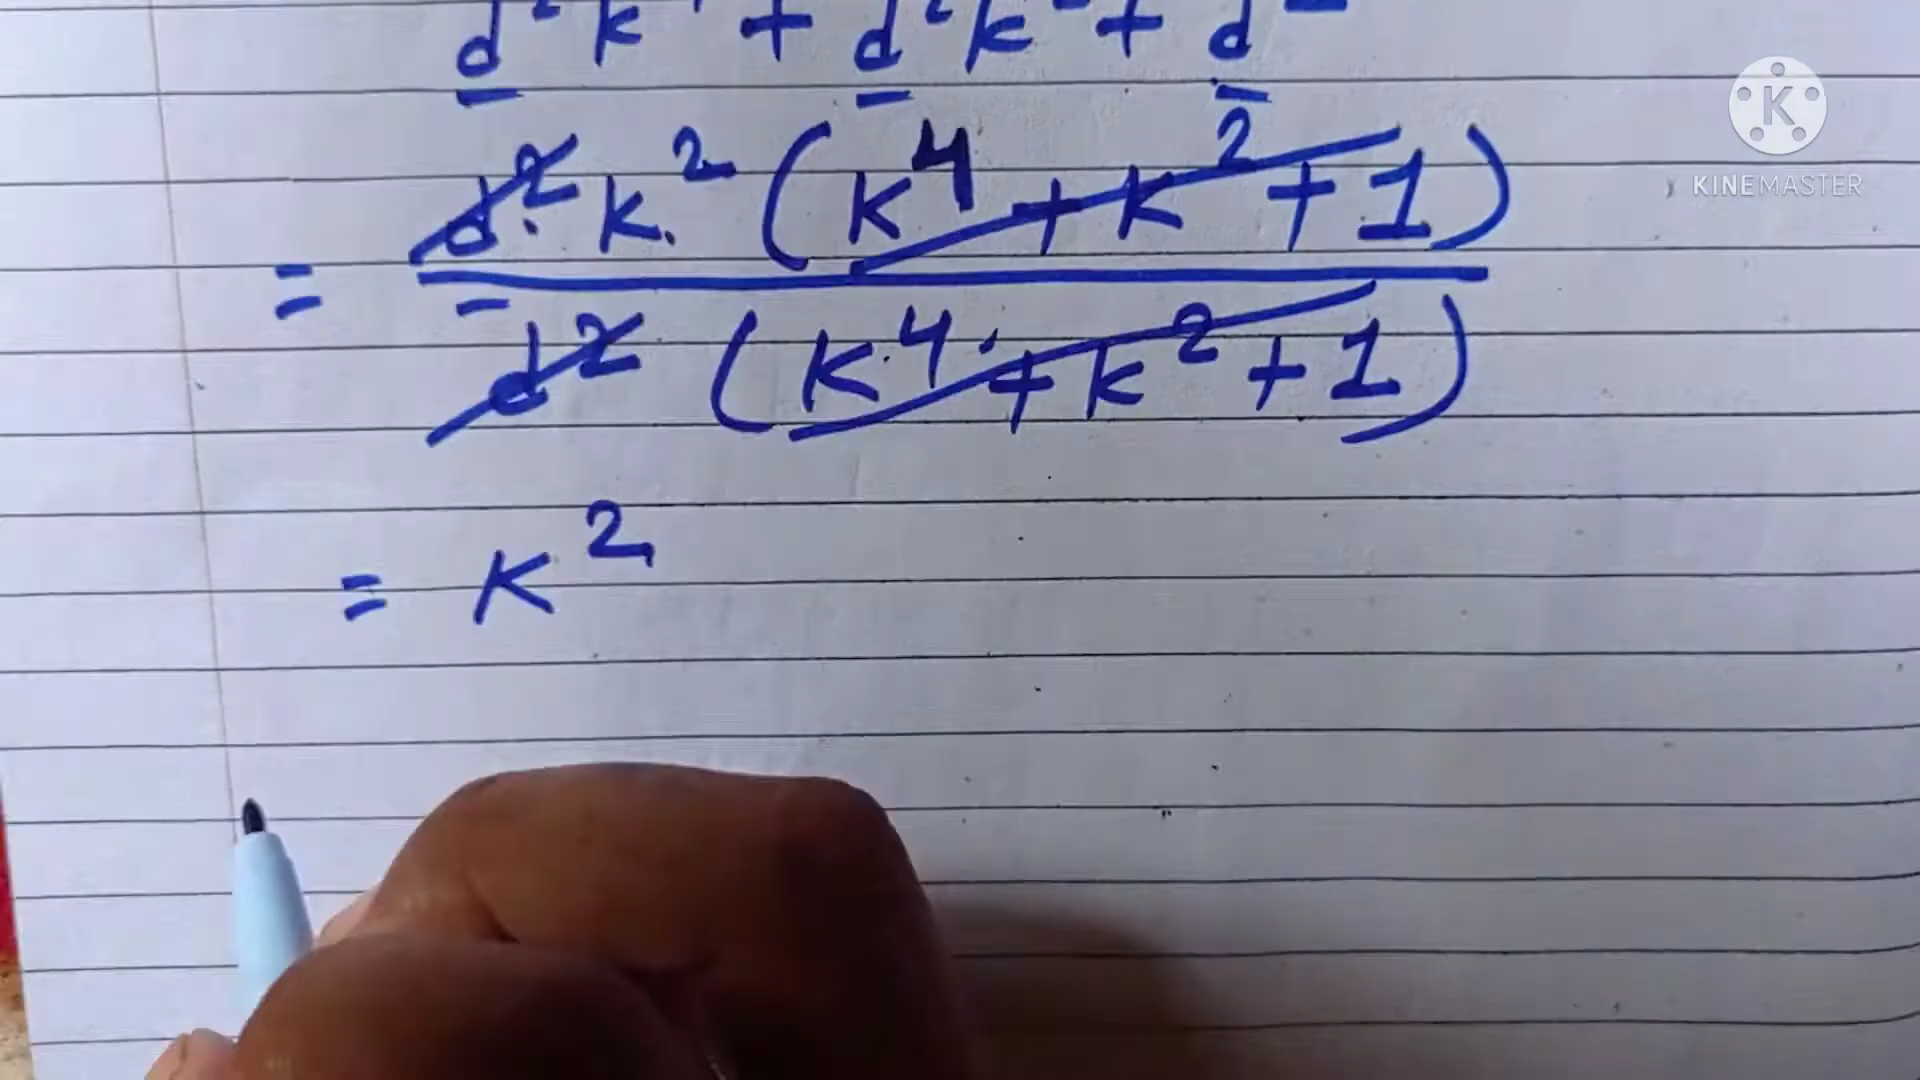 d²k⁴ + d²k² + d²
KINEMASTER
d²k² (k⁴ + k² + 1)
=
d² (k⁴ + k² + 1)
= k²